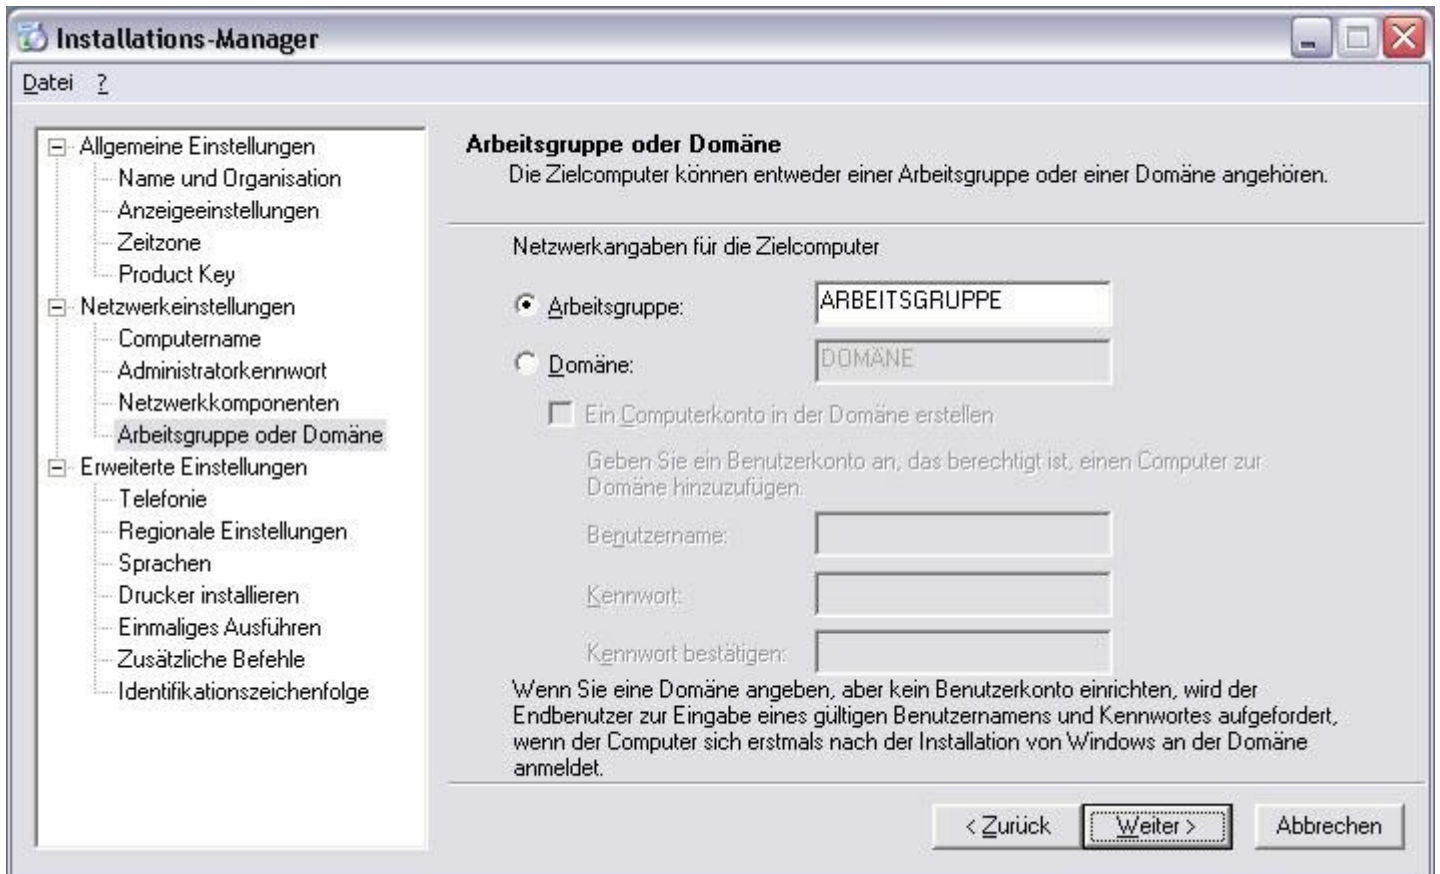 Installations-Manager
Datei ?
Allgemeine Einstellungen
Name und Organisation
Anzeigeeinstellungen
Zeitzone
Product Key
Netzwerkeinstellungen
Computername
Administratorkennwort
Netzwerkkomponenten
Arbeitsgruppe oder Domäne
Erweiterte Einstellungen
Telefonie
Regionale Einstellungen
Sprachen
Drucker installieren
Einmaliges Ausführen
Zusätzliche Befehle
Identifikationszeichenfolge
Arbeitsgruppe oder Domäne
Die Zielcomputer können entweder einer Arbeitsgruppe oder einer Domäne angehören.
Netzwerkangaben für die Zielcomputer
Arbeitsgruppe: ARBEITSGRUPPE
Domäne: DOMÄNE
Ein Computerkonto in der Domäne erstellen
Geben Sie ein Benutzerkonto an, das berechtigt ist, einen Computer zur
Domäne hinzuzufügen.
Benutzername:
Kennwort:
Kennwort bestätigen:
Wenn Sie eine Domäne angeben, aber kein Benutzerkonto einrichten, wird der
Endbenutzer zur Eingabe eines gültigen Benutzernamens und Kennwortes aufgefordert,
wenn der Computer sich erstmals nach der Installation von Windows an der Domäne
anmeldet.
< Zurück Weiter > Abbrechen